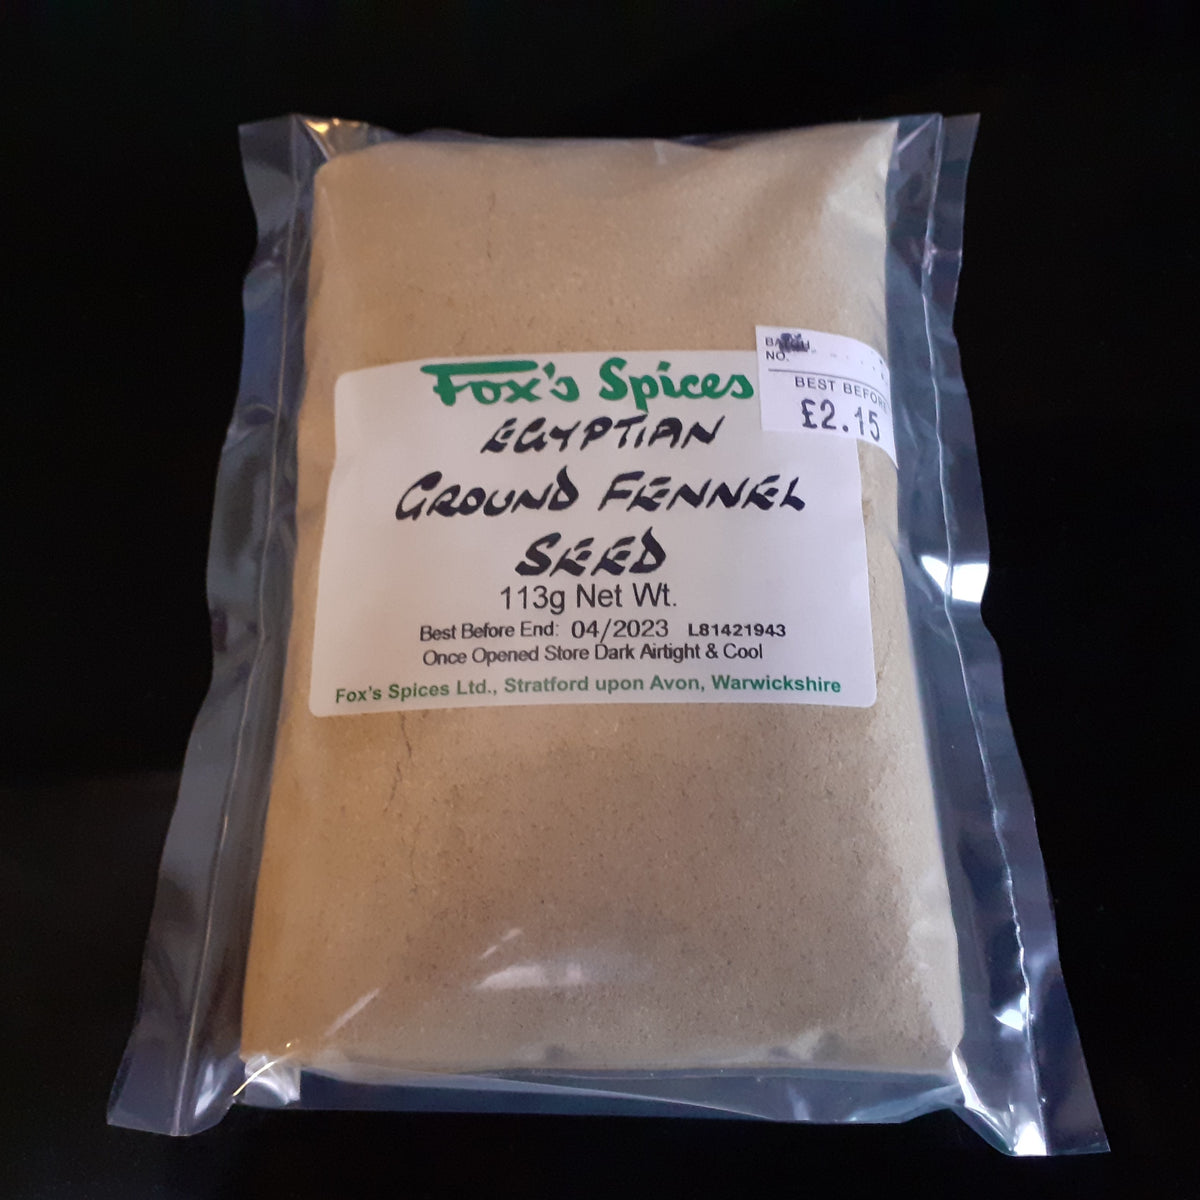 Fox's Spices
EGYPTIAN
GROUND FENNEL
SEED
113g Net Wt.
Best Before End: 04/2023 L81421943
Once Opened Store Dark Airtight & Cool
Fox's Spices Ltd., Stratford upon Avon, Warwickshire
NO.
BEST BEFORE
£2.15